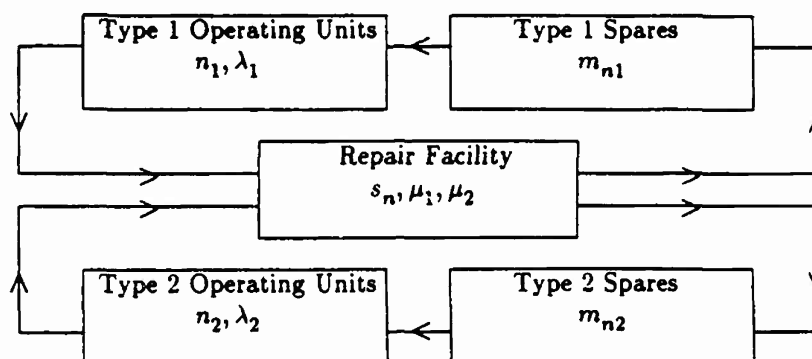 Type 1 Operating Units
n₁, λ₁
Type 1 Spares
mₙ₁
Repair Facility
sₙ, μ₁, μ₂
Type 2 Operating Units
n₂, λ₂
Type 2 Spares
mₙ₂